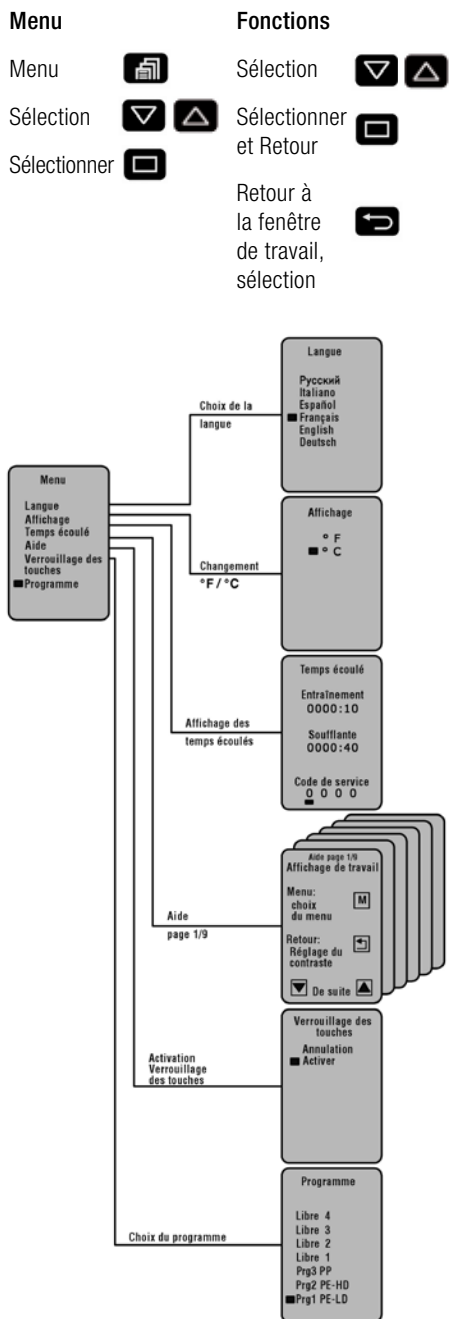 Menu
Menu
Sélection
Sélectionner
Fonctions
Sélection
Sélectionner
et Retour
Retour à
la fenêtre
de travail,
sélection
Menu
Langue
Affichage
Temps écoulé
Aide
Verrouillage des
touches
Programme
Choix de la
langue
Langue
Русский
Italiano
Español
Français
English
Deutsch
Changement
°F / °C
Affichage
° F
° C
Affichage des
temps écoulés
Temps écoulé
Entraînement
0000:10
Soufflante
0000:40
Code de service
0 0 0 0
Aide
page 1/9
Aide page 1/9
Affichage de travail
Menu:
choix
du menu
M
Retour:
Réglage du
contraste
De suite
Activation
Verrouillage
des touches
Verrouillage des
touches
Annulation
Activer
Choix du programme
Programme
Libre 4
Libre 3
Libre 2
Libre 1
Prg3 PP
Prg2 PE-HD
Prg1 PE-LD